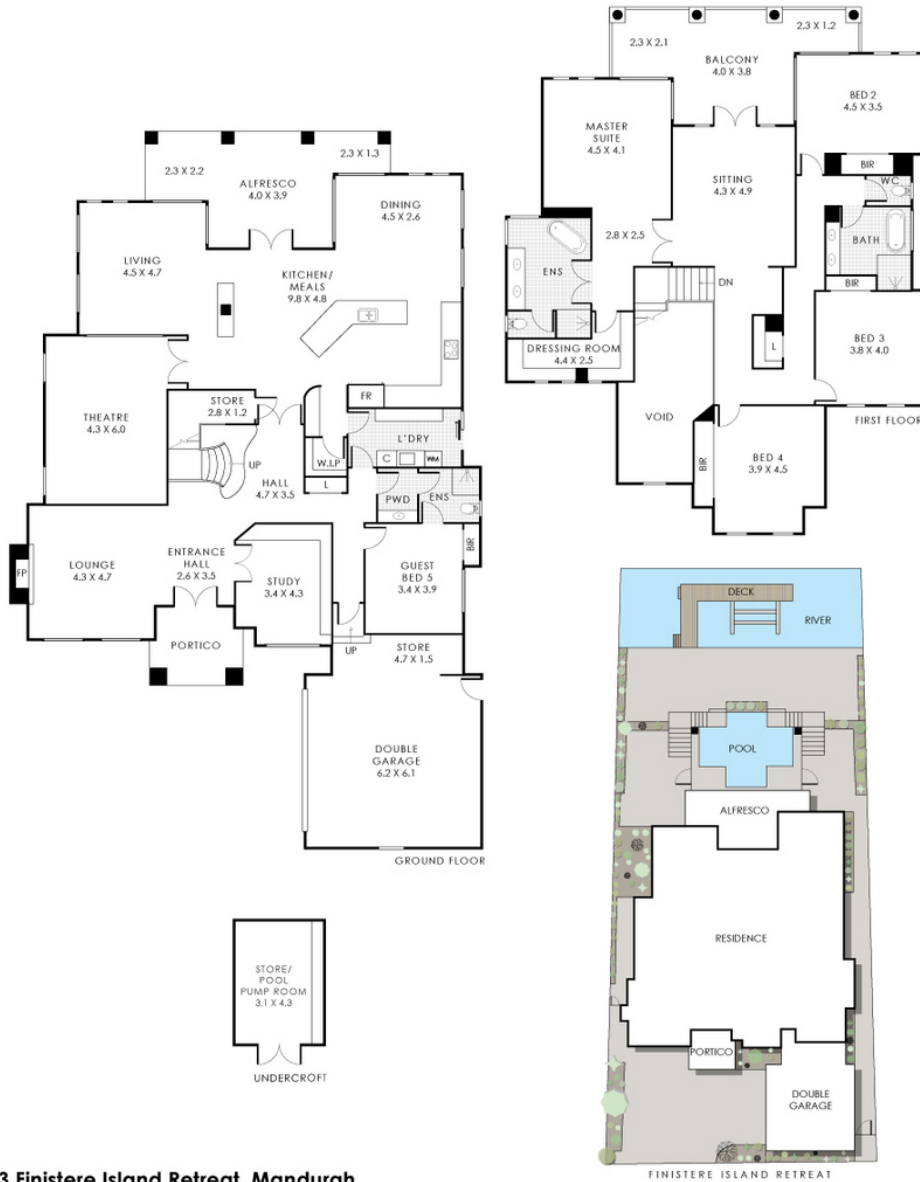 2.3 X 2.2
2.3 X 1.3
ALFRESCO
4.0 X 3.9
DINING
4.5 X 2.6
LIVING
4.5 X 4.7
KITCHEN/
MEALS
9.8 X 4.8
THEATRE
4.3 X 6.0
STORE
2.8 X 1.2
FR
L'DRY
C
WM
W.I.P
L
UP
HALL
4.7 X 3.5
PWD
ENS
BIR
LOUNGE
4.3 X 4.7
FP
ENTRANCE
HALL
2.6 X 3.5
STUDY
3.4 X 4.3
GUEST
BED 5
3.4 X 3.9
PORTICO
UP
STORE
4.7 X 1.5
DOUBLE
GARAGE
6.2 X 6.1
GROUND FLOOR
STORE/
POOL
PUMP ROOM
3.1 X 4.3
UNDERCROFT
2.3 X 2.1
2.3 X 1.2
BALCONY
4.0 X 3.8
BED 2
4.5 X 3.5
MASTER
SUITE
4.5 X 4.1
SITTING
4.3 X 4.9
BIR
WC
2.8 X 2.5
BATH
ENS
DN
BIR
DRESSING ROOM
4.4 X 2.5
L
BED 3
3.8 X 4.0
VOID
FIRST FLOOR
BIR
BED 4
3.9 X 4.5
DECK
RIVER
POOL
ALFRESCO
RESIDENCE
PORTICO
DOUBLE
GARAGE
FINISTERE ISLAND RETREAT
3 Finistere Island Retreat, Mandurah